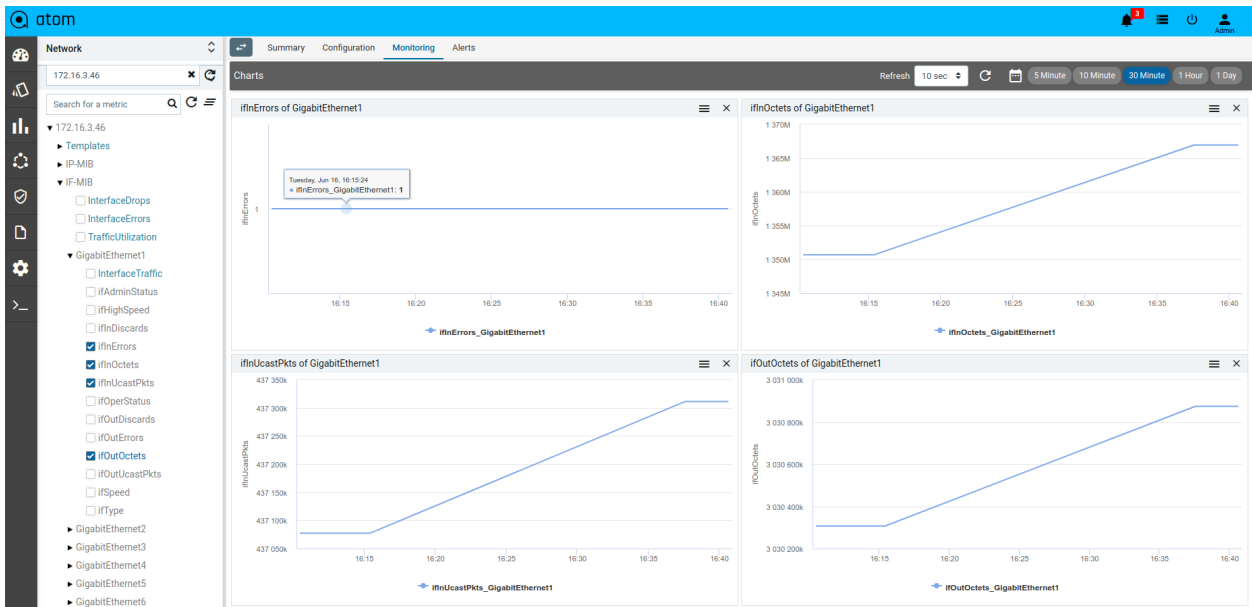 atom
3
Admin
Network
172.16.3.46
Search for a metric
172.16.3.46
Templates
IP-MIB
IF-MIB
InterfaceDrops
InterfaceErrors
TrafficUtilization
GigabitEthernet1
InterfaceTraffic
ifAdminStatus
ifHighSpeed
ifInDiscards
ifInErrors
ifInOctets
ifInUcastPkts
ifOperStatus
ifOutDiscards
ifOutErrors
ifOutOctets
ifOutUcastPkts
ifSpeed
ifType
GigabitEthernet2
GigabitEthernet3
GigabitEthernet4
GigabitEthernet5
GigabitEthernet6
Summary Configuration Monitoring Alerts
Charts Refresh 10 sec 5 Minute 10 Minute 30 Minute 1 Hour 1 Day
ifInErrors of GigabitEthernet1
Tuesday, Jun 16, 16:15:24
ifInErrors_GigabitEthernet1: 1
ifInErrors
1
16:15 16:20 16:25 16:30 16:35 16:40
ifInErrors_GigabitEthernet1
ifInOctets of GigabitEthernet1
1 370M
1 365M
1 360M
1 355M
1 350M
1 345M
ifInOctets
16:15 16:20 16:25 16:30 16:35 16:40
ifInOctets_GigabitEthernet1
ifInUcastPkts of GigabitEthernet1
437 350k
437 300k
437 250k
437 200k
437 150k
437 100k
437 050k
ifInUcastPkts
16:15 16:20 16:25 16:30 16:35 16:40
ifInUcastPkts_GigabitEthernet1
ifOutOctets of GigabitEthernet1
3 031 000k
3 030 800k
3 030 600k
3 030 400k
3 030 200k
ifOutOctets
16:15 16:20 16:25 16:30 16:35 16:40
ifOutOctets_GigabitEthernet1